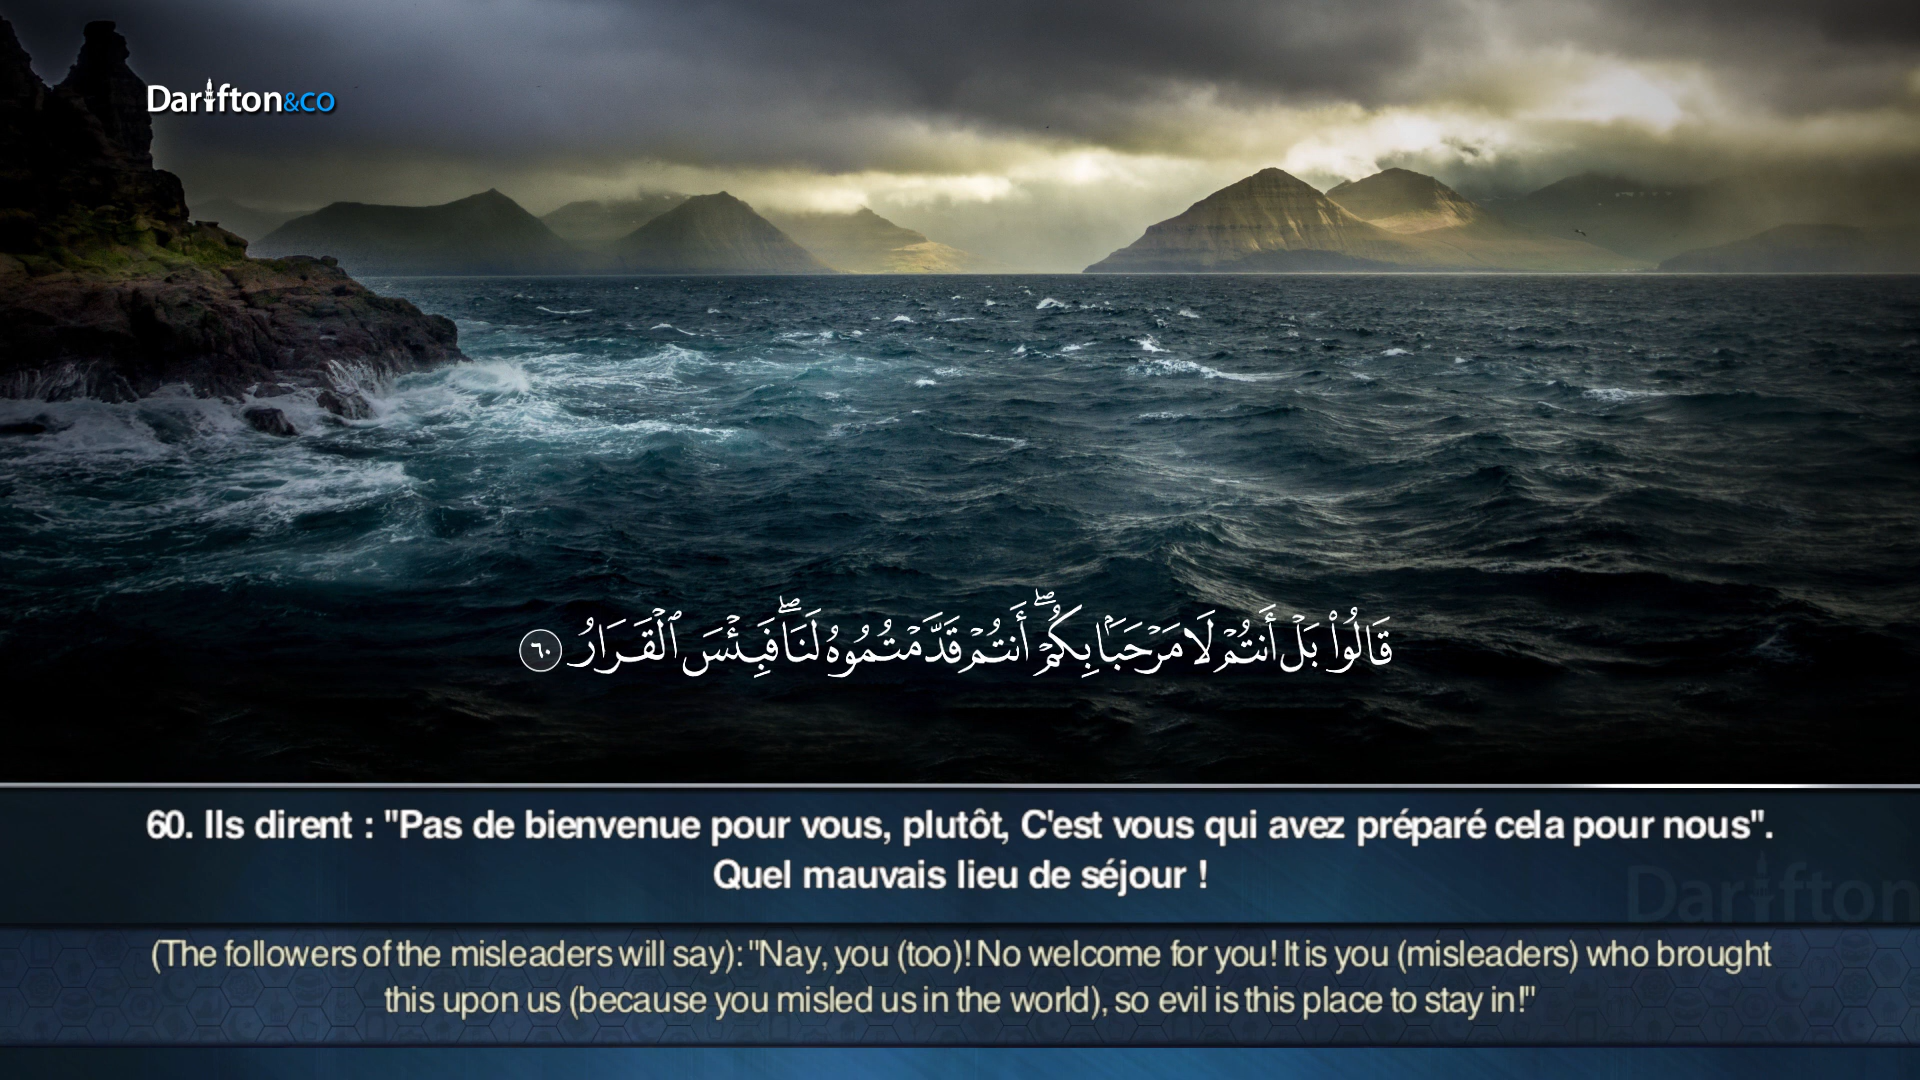 Darifton&co
قَالُوا۟ بَلْ أَنتُمْ لَا مَرْحَبًۢا بِكُمْ ۖ أَنتُمْ قَدَّمْتُمُوهُ لَنَا ۖ فَبِئْسَ ٱلْقَرَارُ ٦٠
60. Ils dirent : "Pas de bienvenue pour vous, plutôt, C'est vous qui avez préparé cela pour nous".
Quel mauvais lieu de séjour !
Darifton
(The followers of the misleaders will say): "Nay, you (too)! No welcome for you! It is you (misleaders) who brought
this upon us (because you misled us in the world), so evil is this place to stay in!"